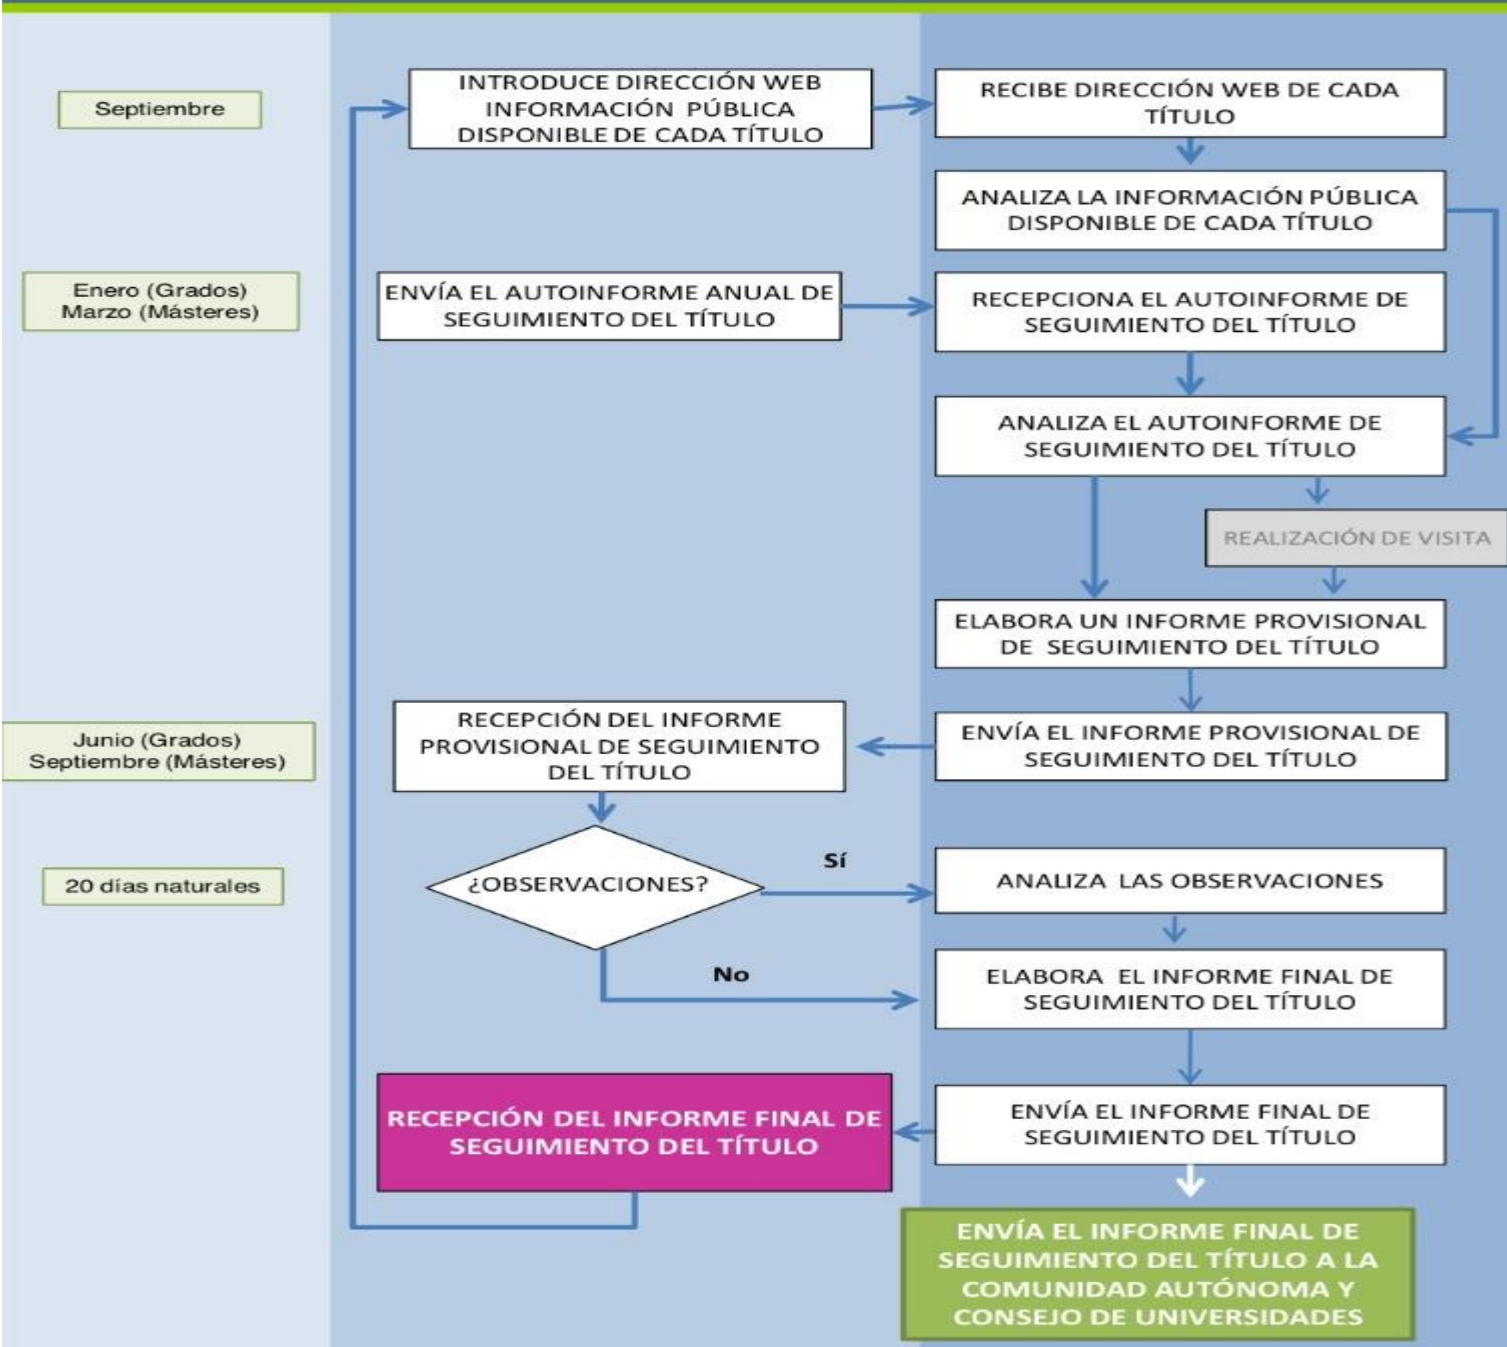 Septiembre
INTRODUCE DIRECCIÓN WEB
INFORMACIÓN PÚBLICA
DISPONIBLE DE CADA TÍTULO
RECIBE DIRECCIÓN WEB DE CADA
TÍTULO
ANALIZA LA INFORMACIÓN PÚBLICA
DISPONIBLE DE CADA TÍTULO
Enero (Grados)
Marzo (Másteres)
ENVÍA EL AUTOINFORME ANUAL DE
SEGUIMIENTO DEL TÍTULO
RECEPCIONA EL AUTOINFORME DE
SEGUIMIENTO DEL TÍTULO
ANALIZA EL AUTOINFORME DE
SEGUIMIENTO DEL TÍTULO
REALIZACIÓN DE VISITA
ELABORA UN INFORME PROVISIONAL
DE SEGUIMIENTO DEL TÍTULO
Junio (Grados)
Septiembre (Másteres)
RECEPCIÓN DEL INFORME
PROVISIONAL DE SEGUIMIENTO
DEL TÍTULO
ENVÍA EL INFORME PROVISIONAL DE
SEGUIMIENTO DEL TÍTULO
20 días naturales
¿OBSERVACIONES?
Sí
ANALIZA LAS OBSERVACIONES
No
ELABORA EL INFORME FINAL DE
SEGUIMIENTO DEL TÍTULO
RECEPCIÓN DEL INFORME FINAL DE
SEGUIMIENTO DEL TÍTULO
ENVÍA EL INFORME FINAL DE
SEGUIMIENTO DEL TÍTULO
ENVÍA EL INFORME FINAL DE
SEGUIMIENTO DEL TÍTULO A LA
COMUNIDAD AUTÓNOMA Y
CONSEJO DE UNIVERSIDADES